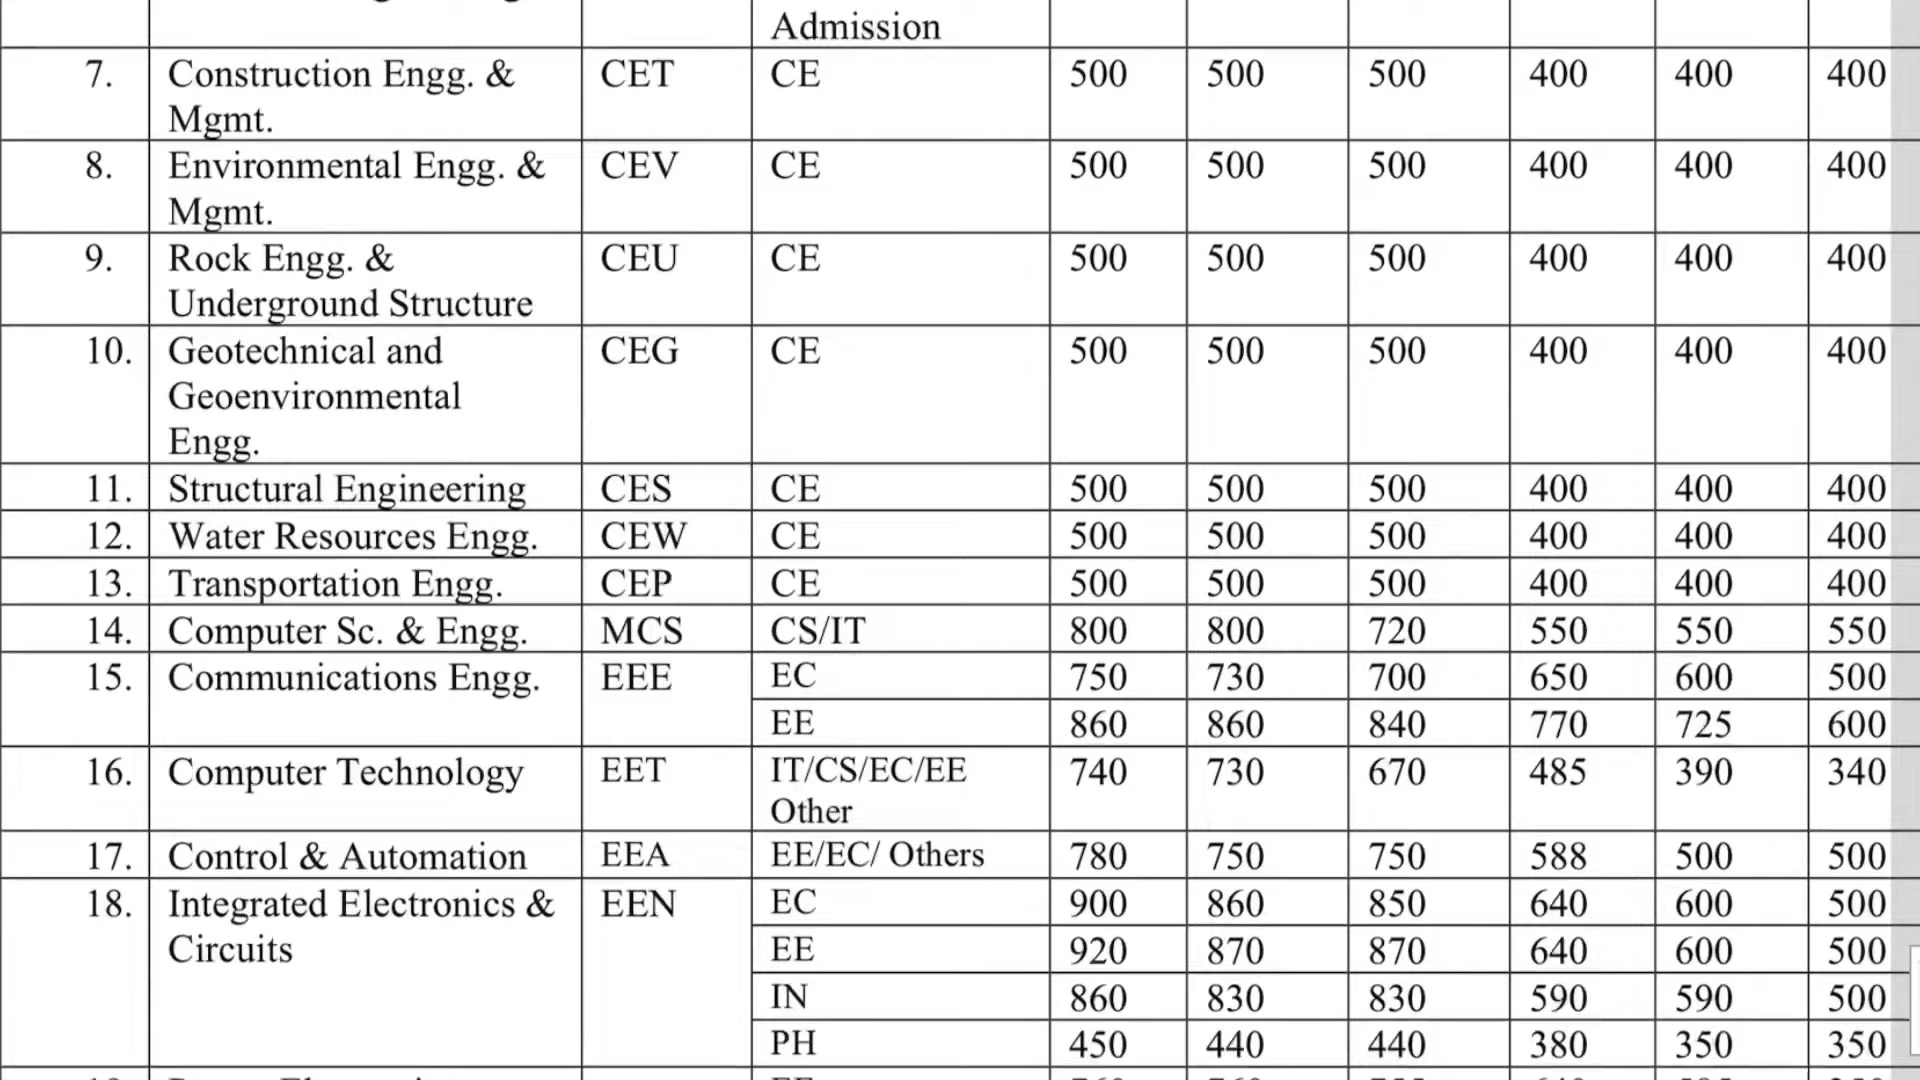 Admission
7. Construction Engg. & CET CE 500 500 500 400 400 400
Mgmt.
8. Environmental Engg. & CEV CE 500 500 500 400 400 400
Mgmt.
9. Rock Engg. & CEU CE 500 500 500 400 400 400
Underground Structure
10. Geotechnical and CEG CE 500 500 500 400 400 400
Geoenvironmental
Engg.
11. Structural Engineering CES CE 500 500 500 400 400 400
12. Water Resources Engg. CEW CE 500 500 500 400 400 400
13. Transportation Engg. CEP CE 500 500 500 400 400 400
14. Computer Sc. & Engg. MCS CS/IT 800 800 720 550 550 550
15. Communications Engg. EEE EC 750 730 700 650 600 500
EE 860 860 840 770 725 600
16. Computer Technology EET IT/CS/EC/EE 740 730 670 485 390 340
Other
17. Control & Automation EEA EE/EC/ Others 780 750 750 588 500 500
18. Integrated Electronics & EEN EC 900 860 850 640 600 500
Circuits EE 920 870 870 640 600 500
IN 860 830 830 590 590 500
PH 450 440 440 380 350 350